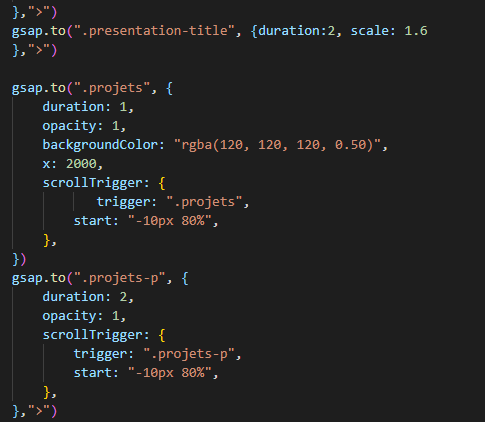 },">")
gsap.to(".presentation-title", {duration:2, scale: 1.6
},">")

gsap.to(".projets", {
    duration: 1,
    opacity: 1,
    backgroundColor: "rgba(120, 120, 120, 0.50)",
    x: 2000,
    scrollTrigger: {
           trigger: ".projets",
        start: "-10px 80%",
    },
})
gsap.to(".projets-p", {
    duration: 2,
    opacity: 1,
    scrollTrigger: {
        trigger: ".projets-p",
        start: "-10px 80%",
    },
},">")